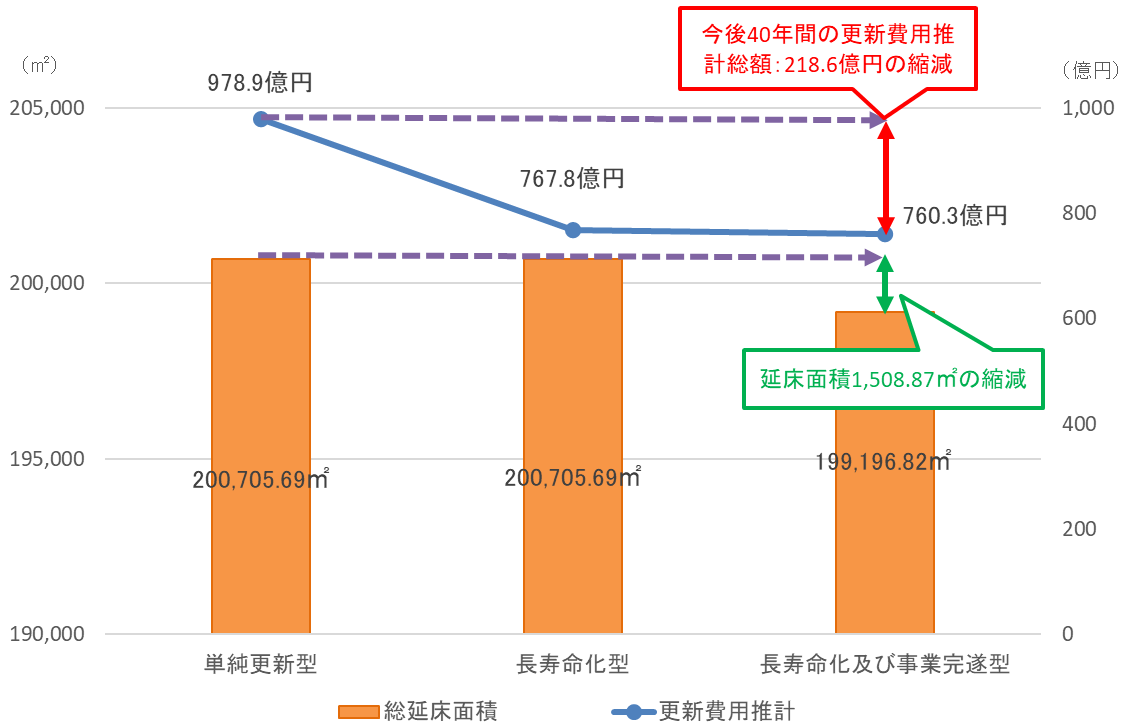 今後40年間の更新費用推
計総額：218.6億円の縮減
（㎡）
（億円）
978.9億円
205,000
1,000
767.8億円
760.3億円
800
200,000
600
延床面積1,508.87㎡の縮減
400
195,000
200,705.69㎡
200,705.69㎡
199,196.82㎡
200
190,000
0
単純更新型
長寿命化型
長寿命化及び事業完遂型
総延床面積
更新費用推計